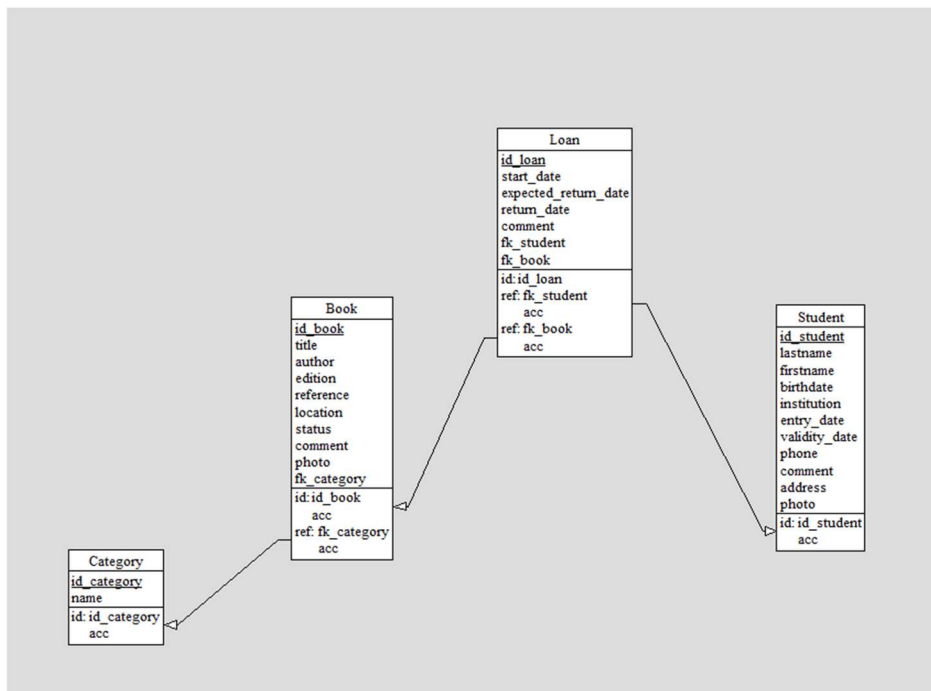 Loan
id_loan
start_date
expected_return_date
return_date
comment
fk_student
fk_book
id: id_loan
ref: fk_student
acc
ref: fk_book
acc
Book
id_book
title
author
edition
reference
location
status
comment
photo
fk_category
id: id_book
acc
ref: fk_category
acc
Student
id_student
lastname
firstname
birthdate
institution
entry_date
validity_date
phone
comment
address
photo
id: id_student
acc
Category
id_category
name
id: id_category
acc